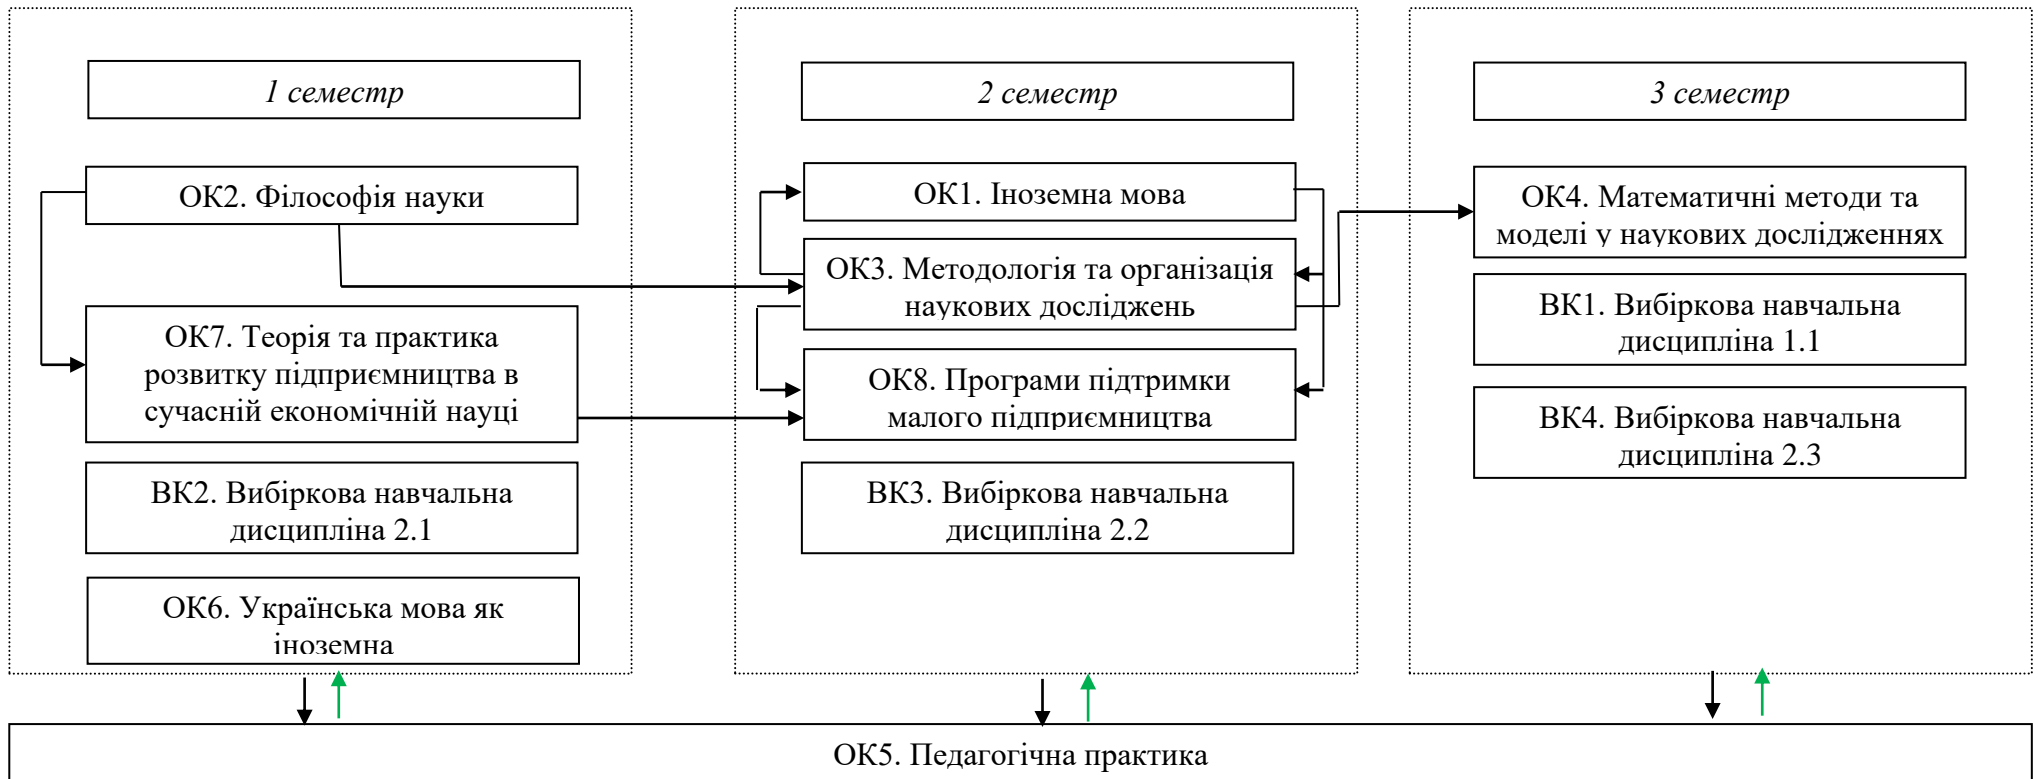 1 семестр
ОК2. Філософія науки
ОК7. Теорія та практика
розвитку підприємництва в
сучасній економічній науці
ВК2. Вибіркова навчальна
дисципліна 2.1
ОК6. Українська мова як
іноземна
2 семестр
ОК1. Іноземна мова
ОК3. Методологія та організація
наукових досліджень
ОК8. Програми підтримки
малого підприємництва
ВК3. Вибіркова навчальна
дисципліна 2.2
3 семестр
ОК4. Математичні методи та
моделі у наукових дослідженнях
ВК1. Вибіркова навчальна
дисципліна 1.1
ВК4. Вибіркова навчальна
дисципліна 2.3
ОК5. Педагогічна практика